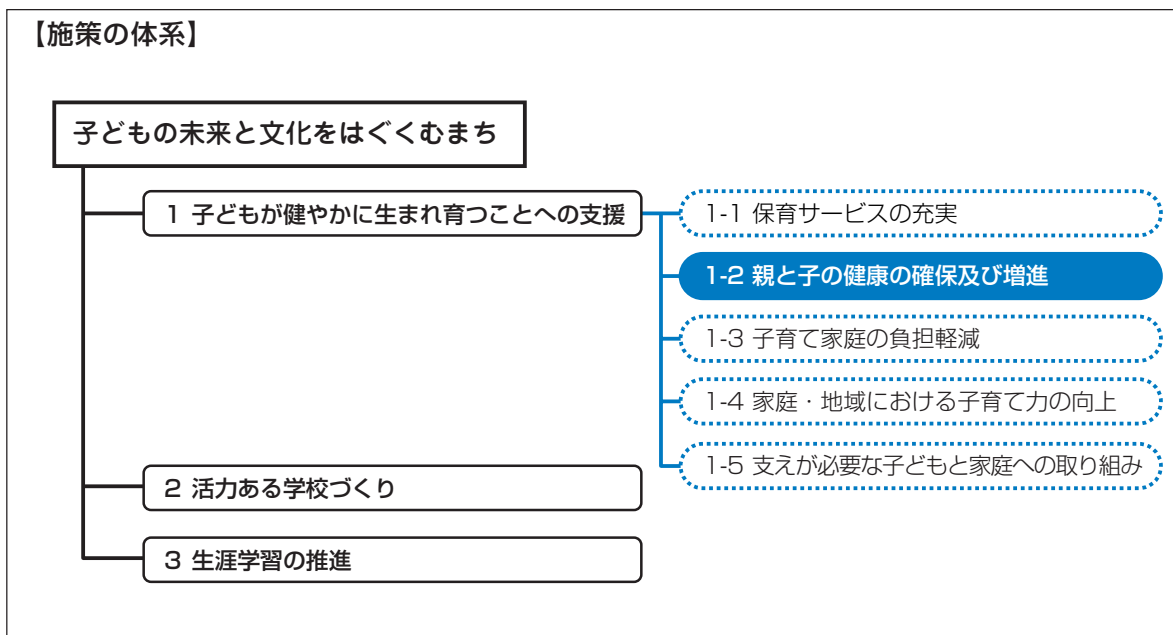 【施策の体系】
子どもの未来と文化をはぐくむまち
1 子どもが健やかに生まれ育つことへの支援
1-1 保育サービスの充実
1-2 親と子の健康の確保及び増進
1-3 子育て家庭の負担軽減
1-4 家庭・地域における子育て力の向上
1-5 支えが必要な子どもと家庭への取り組み
2 活力ある学校づくり
3 生涯学習の推進